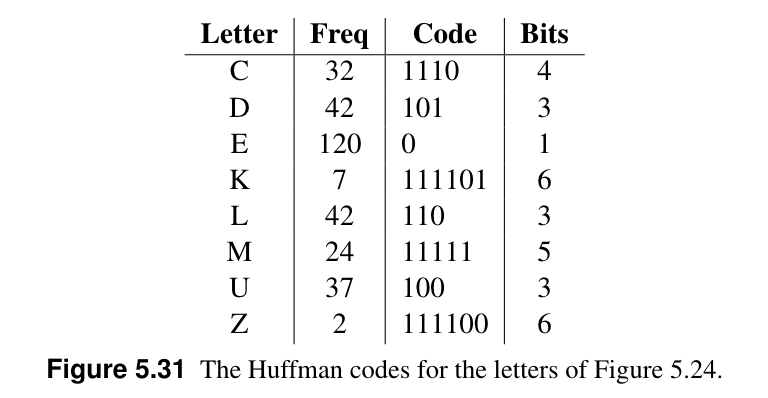 Letter Freq Code Bits
C 32 1110 4
D 42 101 3
E 120 0 1
K 7 111101 6
L 42 110 3
M 24 11111 5
U 37 100 3
Z 2 111100 6
Figure 5.31 The Huffman codes for the letters of Figure 5.24.